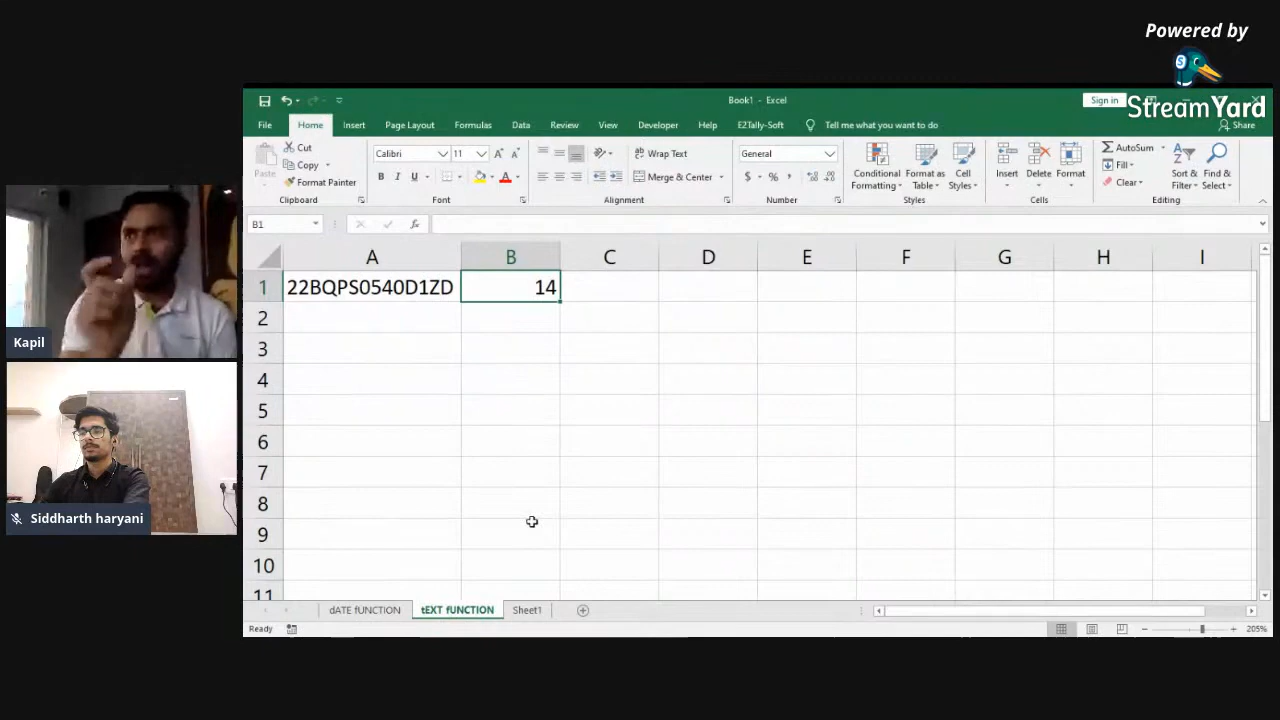 Powered by
StreamYard
Book1 - Excel
Sign in
File Home Insert Page Layout Formulas Data Review View Developer Help EZTally-Soft Tell me what you want to do Share
Paste
Cut
Copy
Format Painter
Clipboard
Calibri 11
B I U
Font
Wrap Text
Merge & Center
Alignment
General
$ % ,
Number
Conditional Formatting
Format as Table
Cell Styles
Styles
Insert
Delete
Format
Cells
AutoSum
Fill
Clear
Sort & Filter
Find & Select
Editing
B1
fx
A B C D E F G H I
1 22BQPS0540D1ZD 14
2
3
4
5
6
7
8
9
10
11
dATE fUNCTION tEXT fUNCTION Sheet1
Ready
205%
Kapil
Siddharth haryani